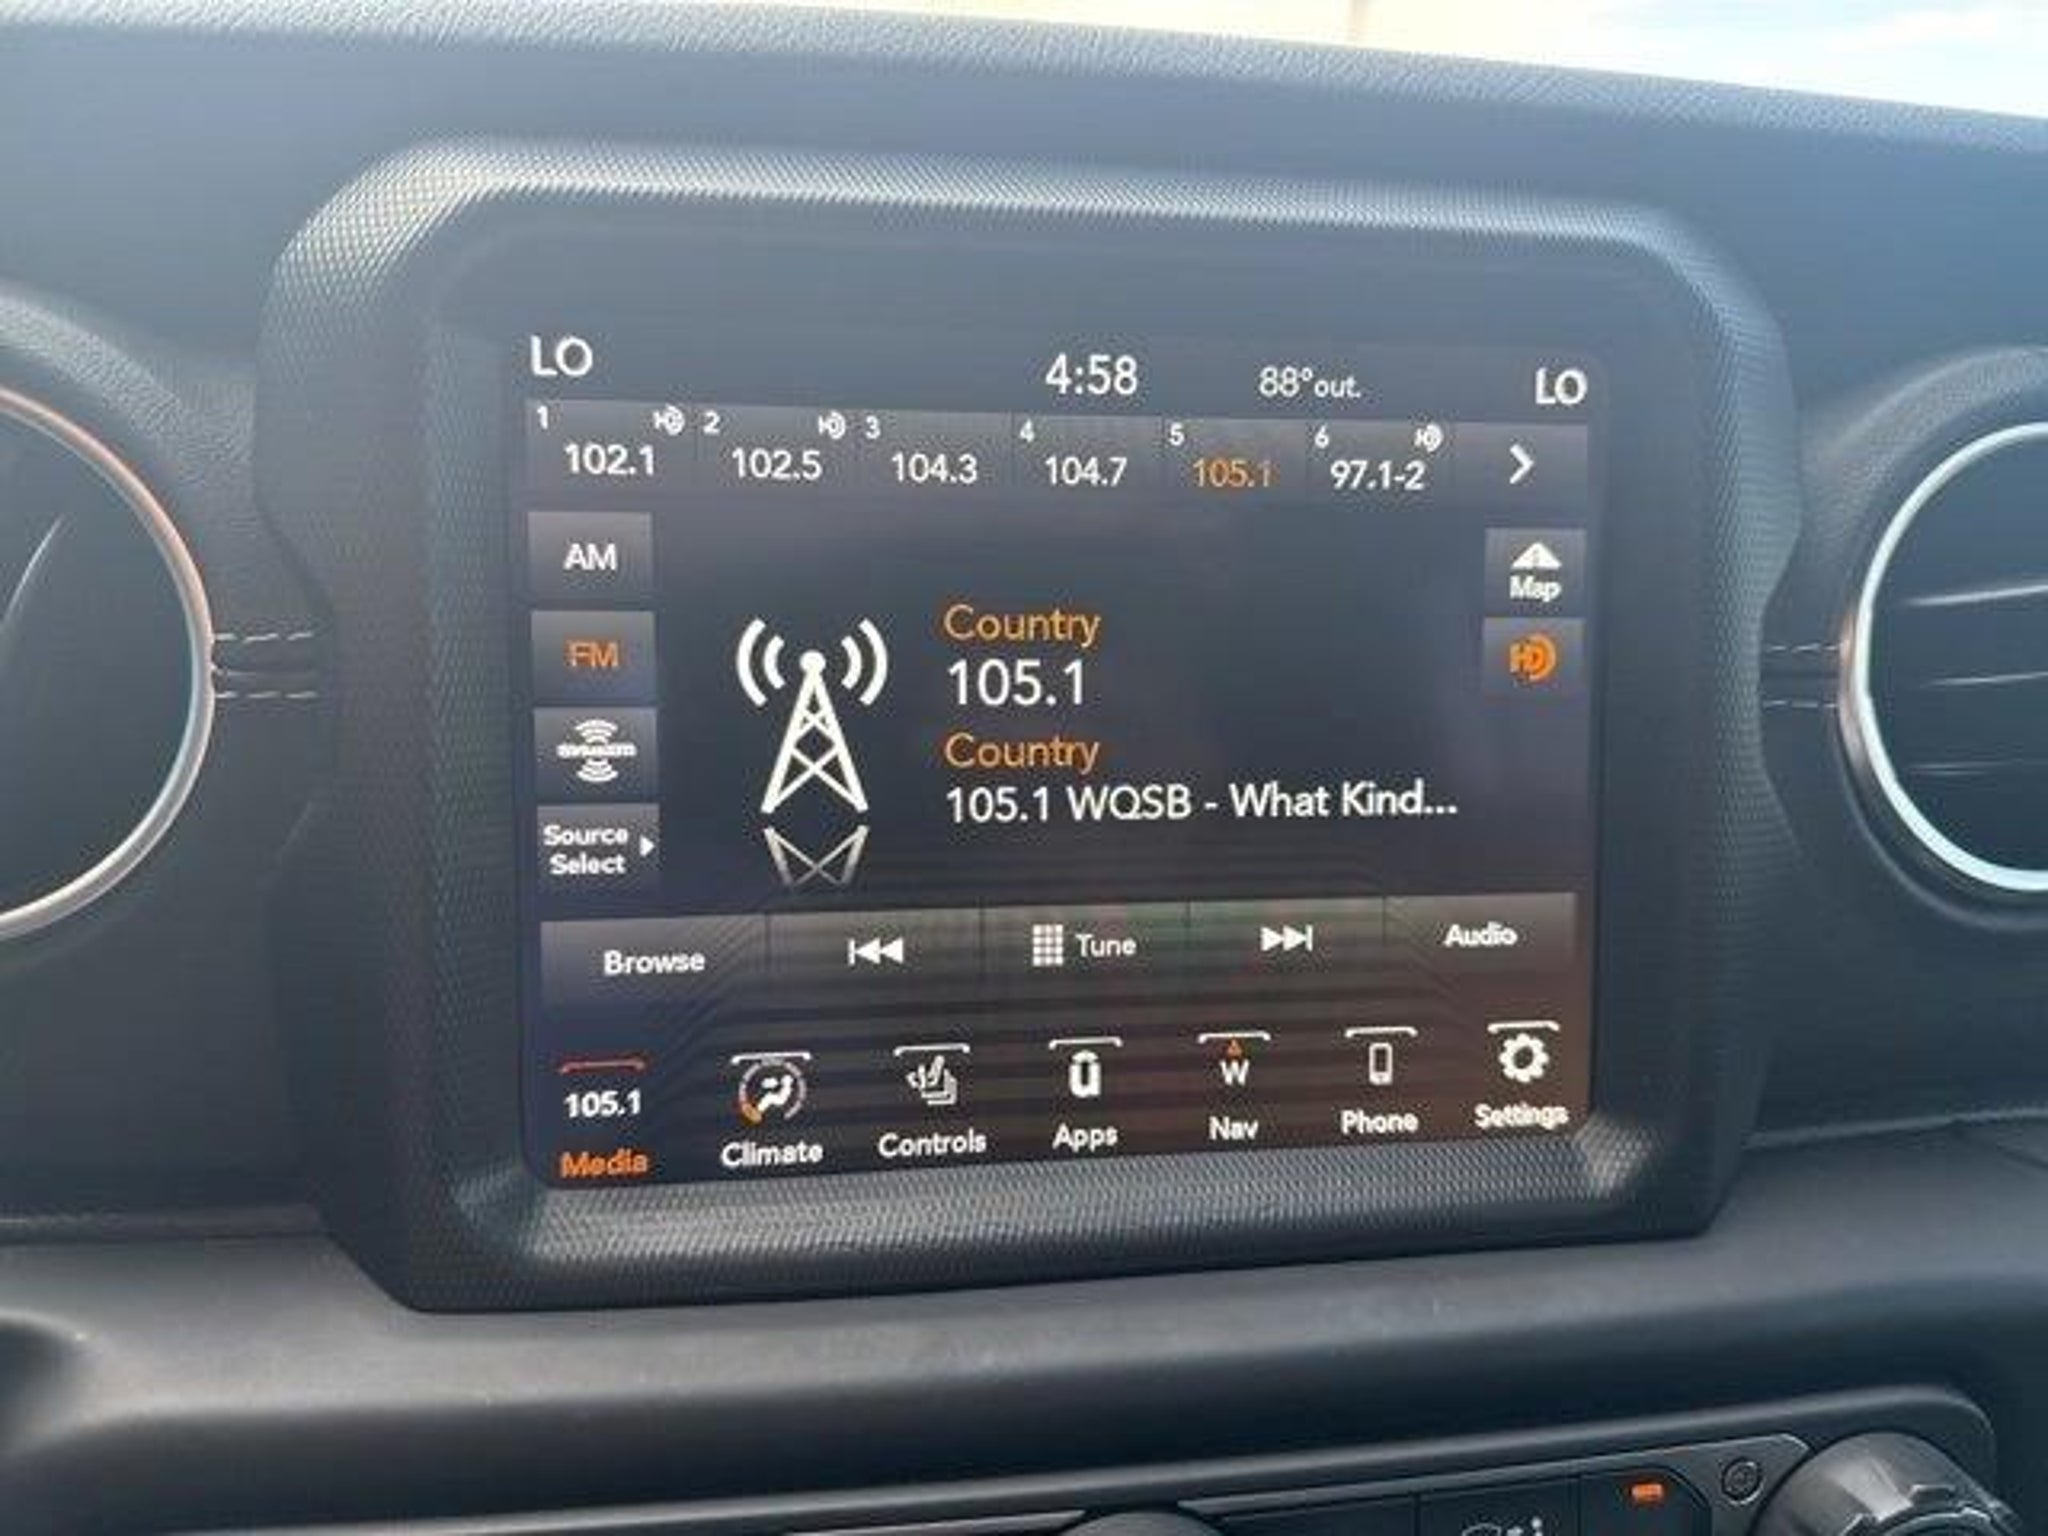 LO 4:58 88° out. LO
1 102.1 2 102.5 3 104.3 4 104.7 5 105.1 6 97.1-2
AM
Map
FM
HD
Country
105.1
Country
105.1 WQSB - What Kind...
Source
Select
Browse Tune Audio
105.1 W
Media Climate Controls Apps Nav Phone Settings